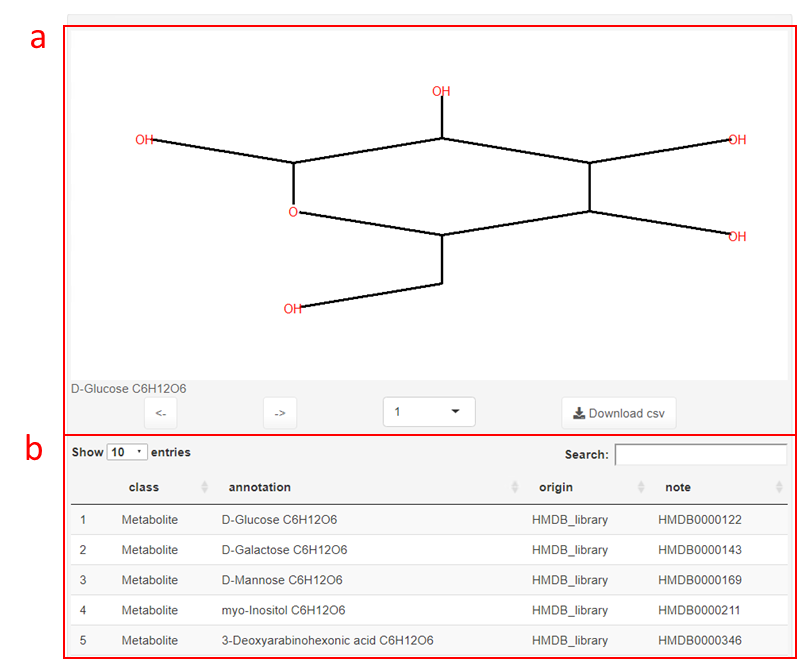 a
OH
OH
OH
O
OH
OH
D-Glucose C6H12O6
<- -> 1 Download csv
b
Show 10 entries Search:
class annotation origin note
1 Metabolite D-Glucose C6H12O6 HMDB_library HMDB0000122
2 Metabolite D-Galactose C6H12O6 HMDB_library HMDB0000143
3 Metabolite D-Mannose C6H12O6 HMDB_library HMDB0000169
4 Metabolite myo-Inositol C6H12O6 HMDB_library HMDB0000211
5 Metabolite 3-Deoxyarabinohexonic acid C6H12O6 HMDB_library HMDB0000346